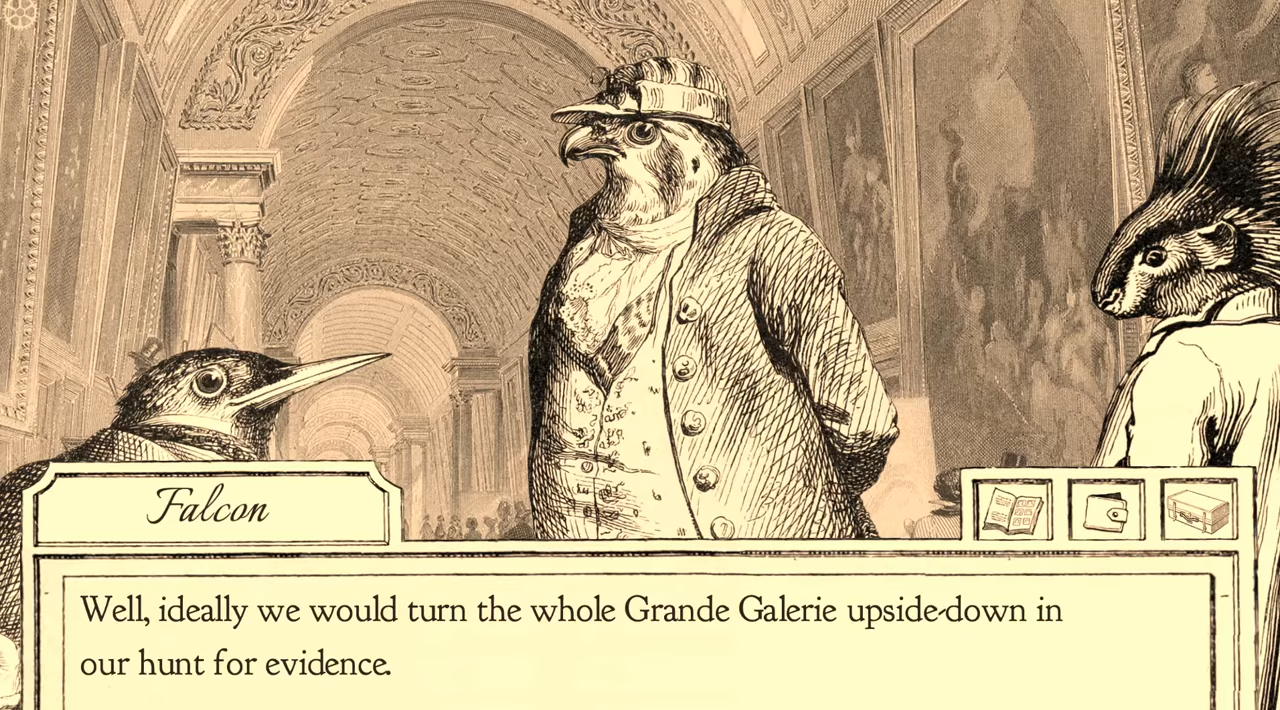 Falcon
Well, ideally we would turn the whole Grande Galerie upside-down in
our hunt for evidence.